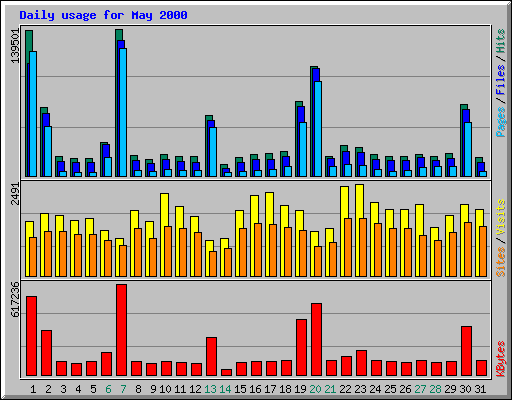 Daily usage for May 2000
139501
Pages / Files / Hits
2491
Sites / Visits
617236
KBytes
1 2 3 4 5 6 7 8 9 10 11 12 13 14 15 16 17 18 19 20 21 22 23 24 25 26 27 28 29 30 31